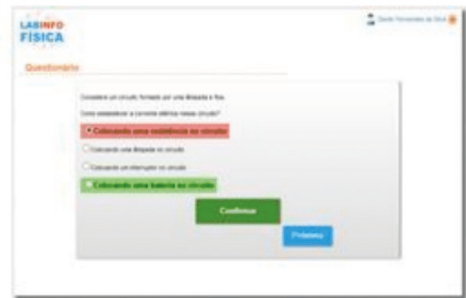 LABINFO
FÍSICA
Questionário
Considere um circuito formado por uma lâmpada e fios.
Como estabelecer a corrente elétrica nesse circuito?
Colocando uma resistência no circuito
Colocando uma lâmpada no circuito
Colocando um interruptor no circuito
Colocando uma bateria no circuito
Confirmar
Próxima